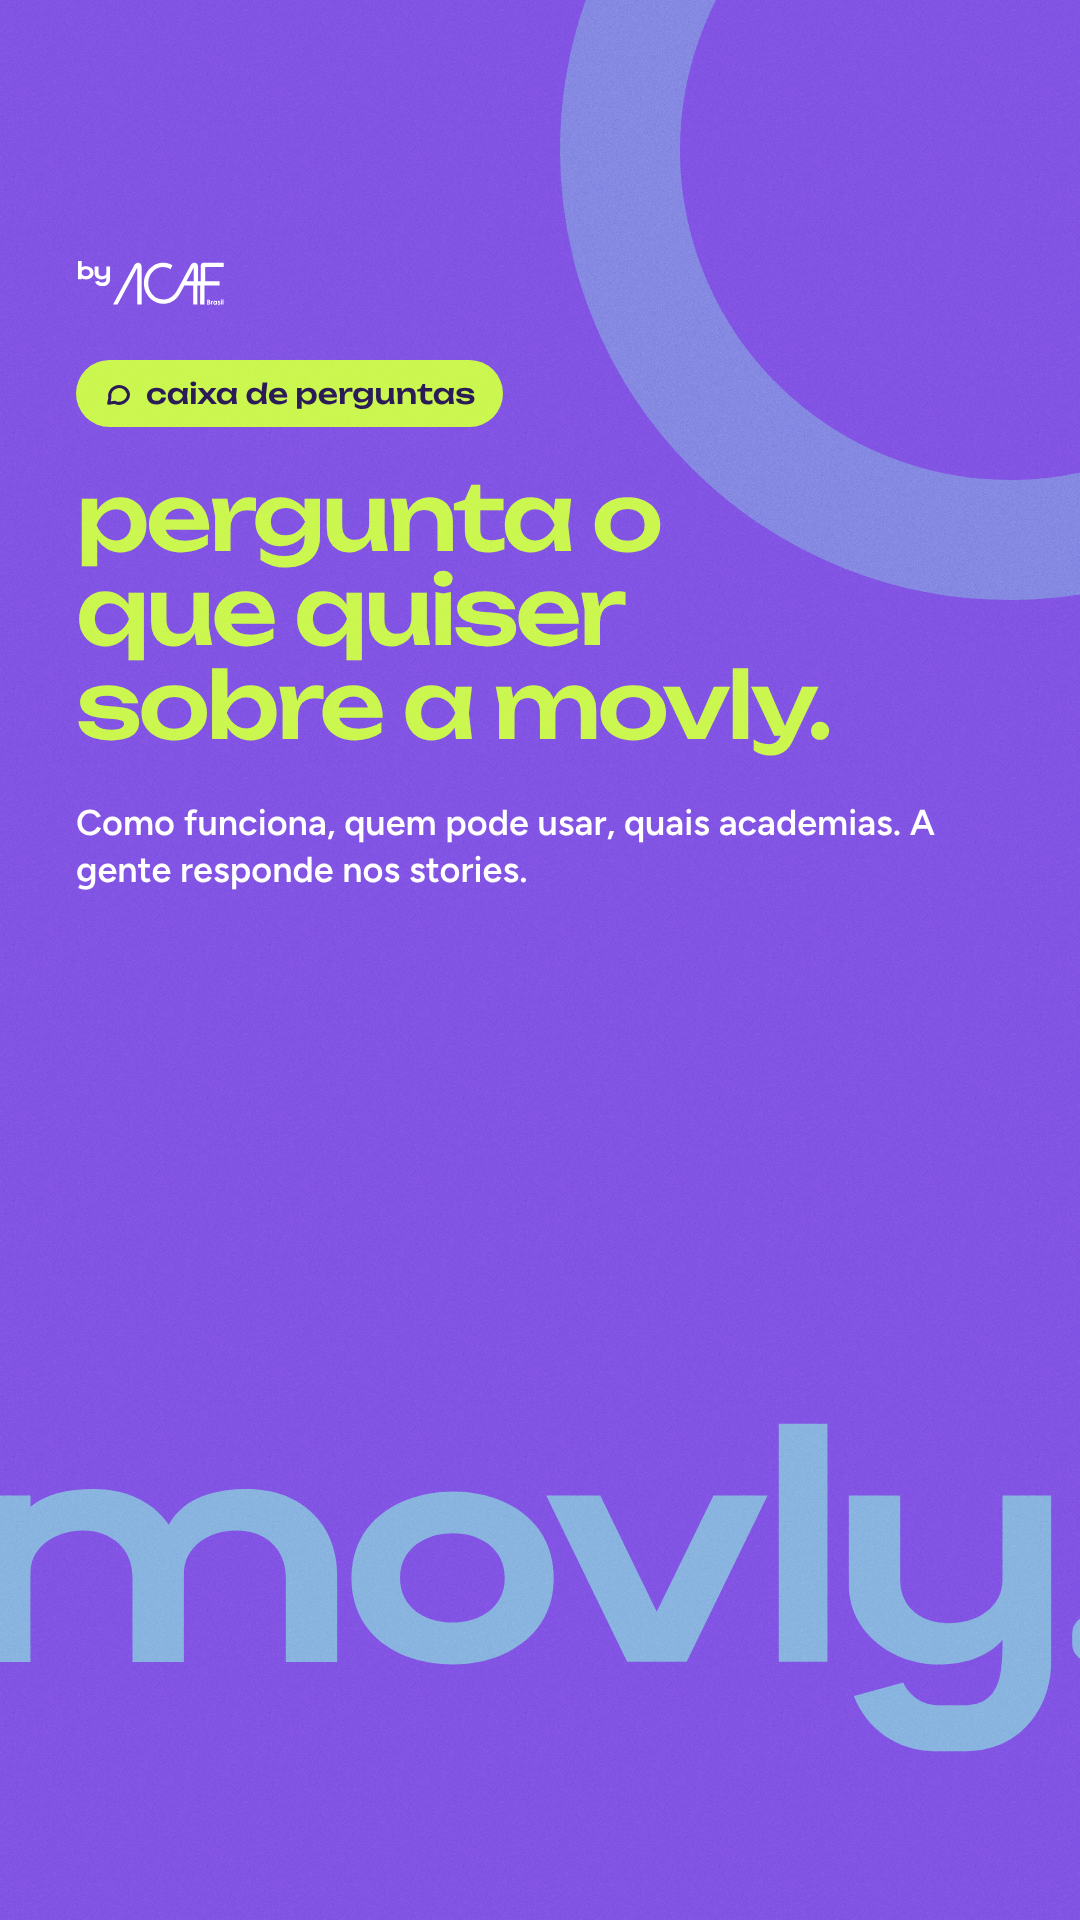 by ACAF Brasil
caixa de perguntas
pergunta o
que quiser
sobre a movly.
Como funciona, quem pode usar, quais academias. A
gente responde nos stories.
movly.